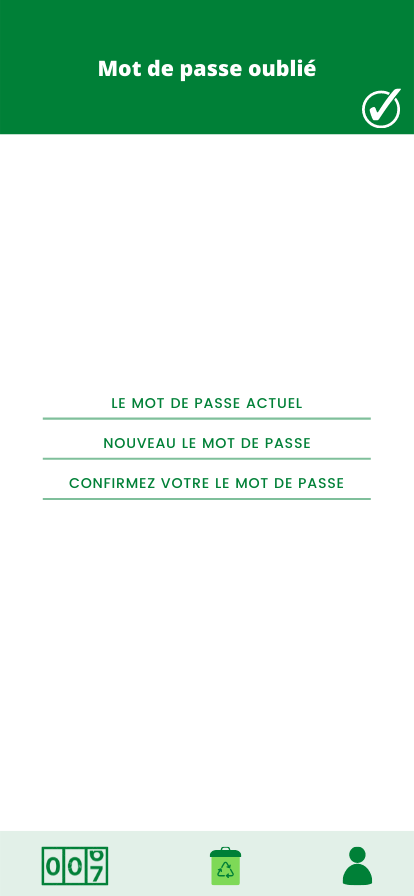 Mot de passe oublié
LE MOT DE PASSE ACTUEL
NOUVEAU LE MOT DE PASSE
CONFIRMEZ VOTRE LE MOT DE PASSE
007